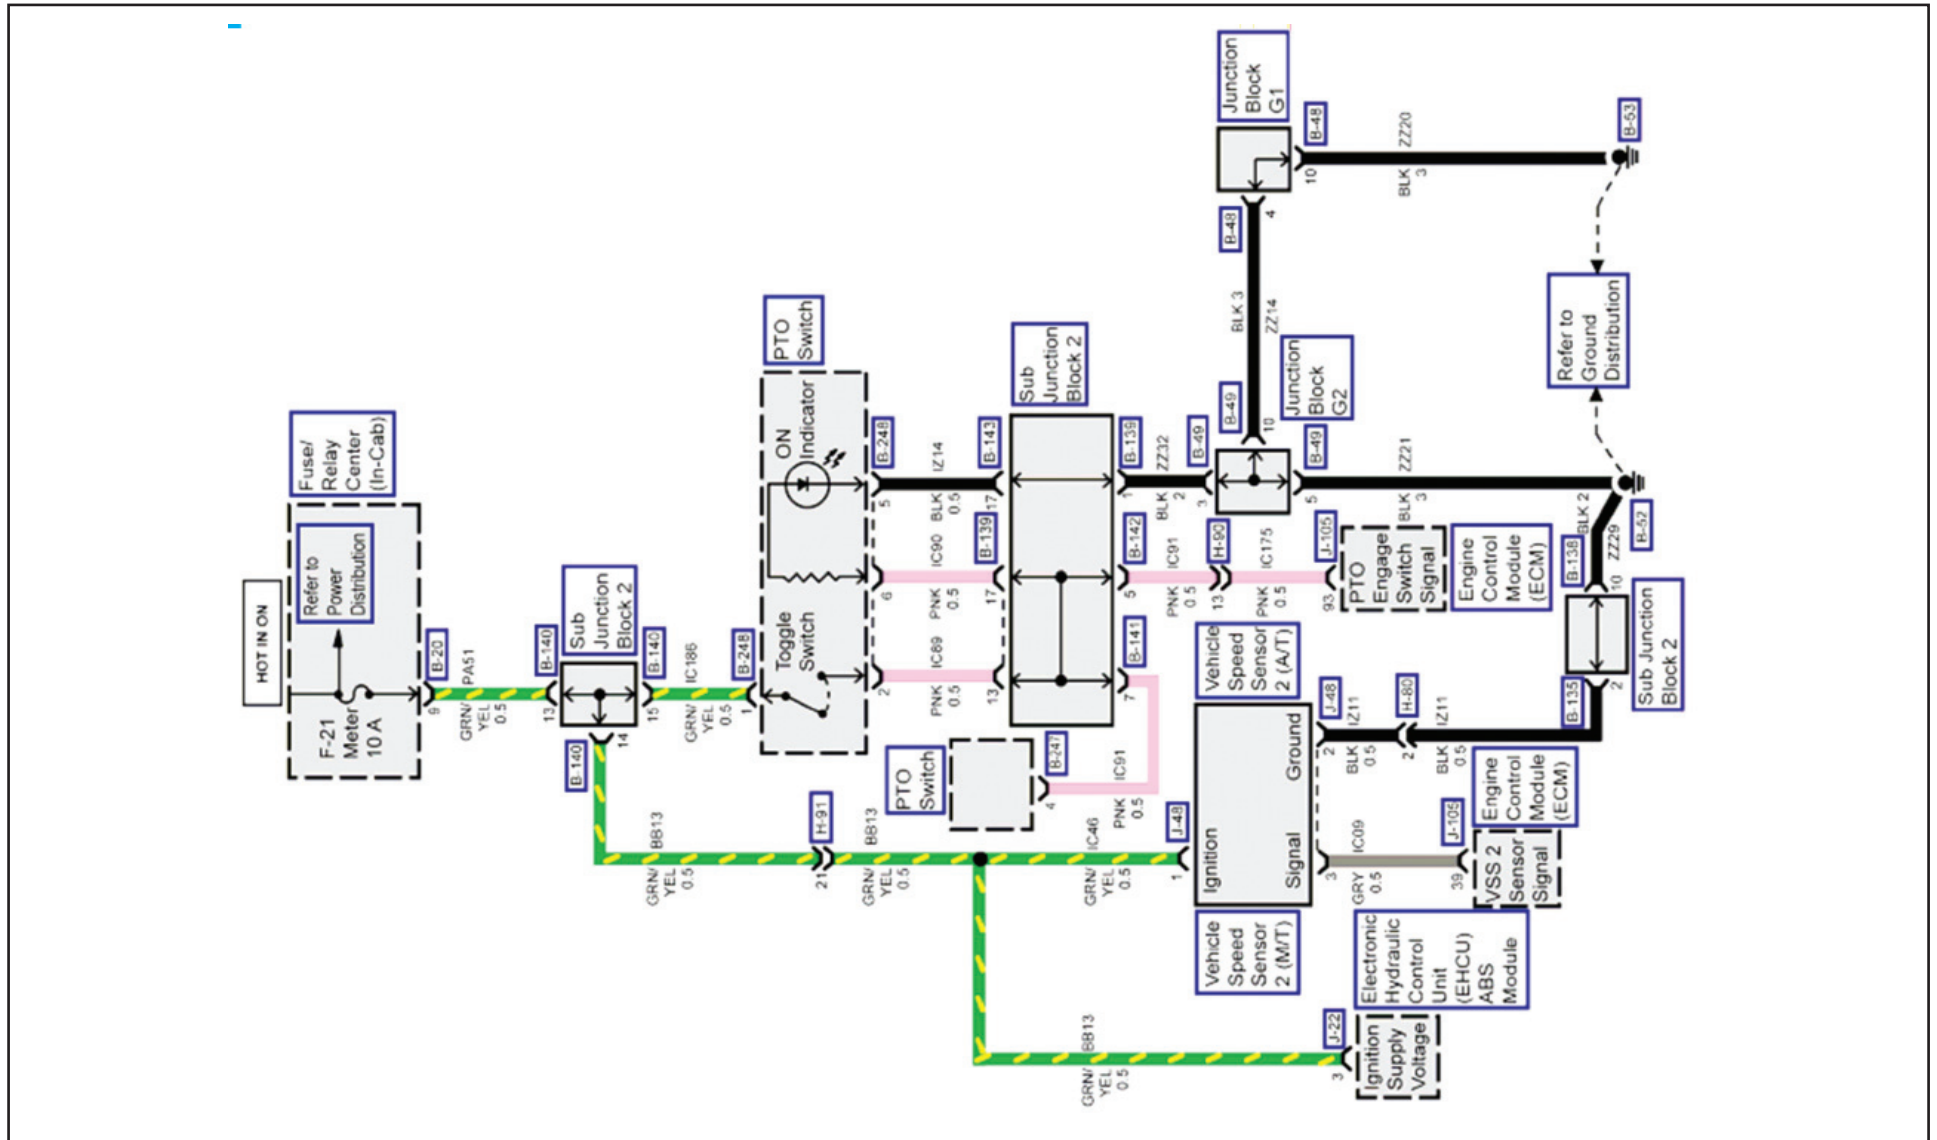 HOT IN ON
Fuse/
Relay
Center
(In-Cab)
Refer to
Power
Distribution
F-21
Meter
10 A
9
B-20
PA51
GRN/
YEL
0.5
13
B-140
Sub
Junction
Block 2
B-140
14
15
B-140
IC186
GRN/
YEL
0.5
1
B-248
PTO
Switch
Toggle
Switch
ON
Indicator
2
6
5
B-248
IC89
PNK
0.5
IC90
PNK
0.5
IZ14
BLK
0.5
13
17
B-139
17
B-143
Sub
Junction
Block 2
7
B-141
5
B-142
1
B-139
PTO
Switch
4
B-247
IC91
PNK
0.5
IC91
PNK
0.5
13
H-90
IC175
PNK
0.5
93
J-105
PTO
Engage
Switch
Signal
Engine
Control
Module
(ECM)
ZZ32
BLK
2
3
B-49
B-49
10
Junction
Block
G2
5
B-49
BLK 3
ZZ14
B-48
4
Junction
Block
G1
10
B-48
ZZ20
BLK
3
B-53
ZZ21
BLK
3
Refer to
Ground
Distribution
B-52
BLK 2
ZZ29
B-138
10
Sub Junction
Block 2
B-135
2
BB13
GRN/
YEL
0.5
21
H-91
BB13
GRN/
YEL
0.5
IC46
GRN/
YEL
0.5
1
J-48
Ignition
Signal
Ground
Vehicle
Speed
Sensor
2 (A/T)
Vehicle
Speed
Sensor
2 (M/T)
2
J-48
IZ11
BLK
0.5
2
H-80
IZ11
BLK
0.5
3
IC09
GRY
0.5
39
J-105
VSS 2
Sensor
Signal
Engine
Control
Module
(ECM)
BB13
GRN/
YEL
0.5
3
J-22
Ignition
Supply
Voltage
Electronic
Hydraulic
Control
Unit
(EHCU)
ABS
Module